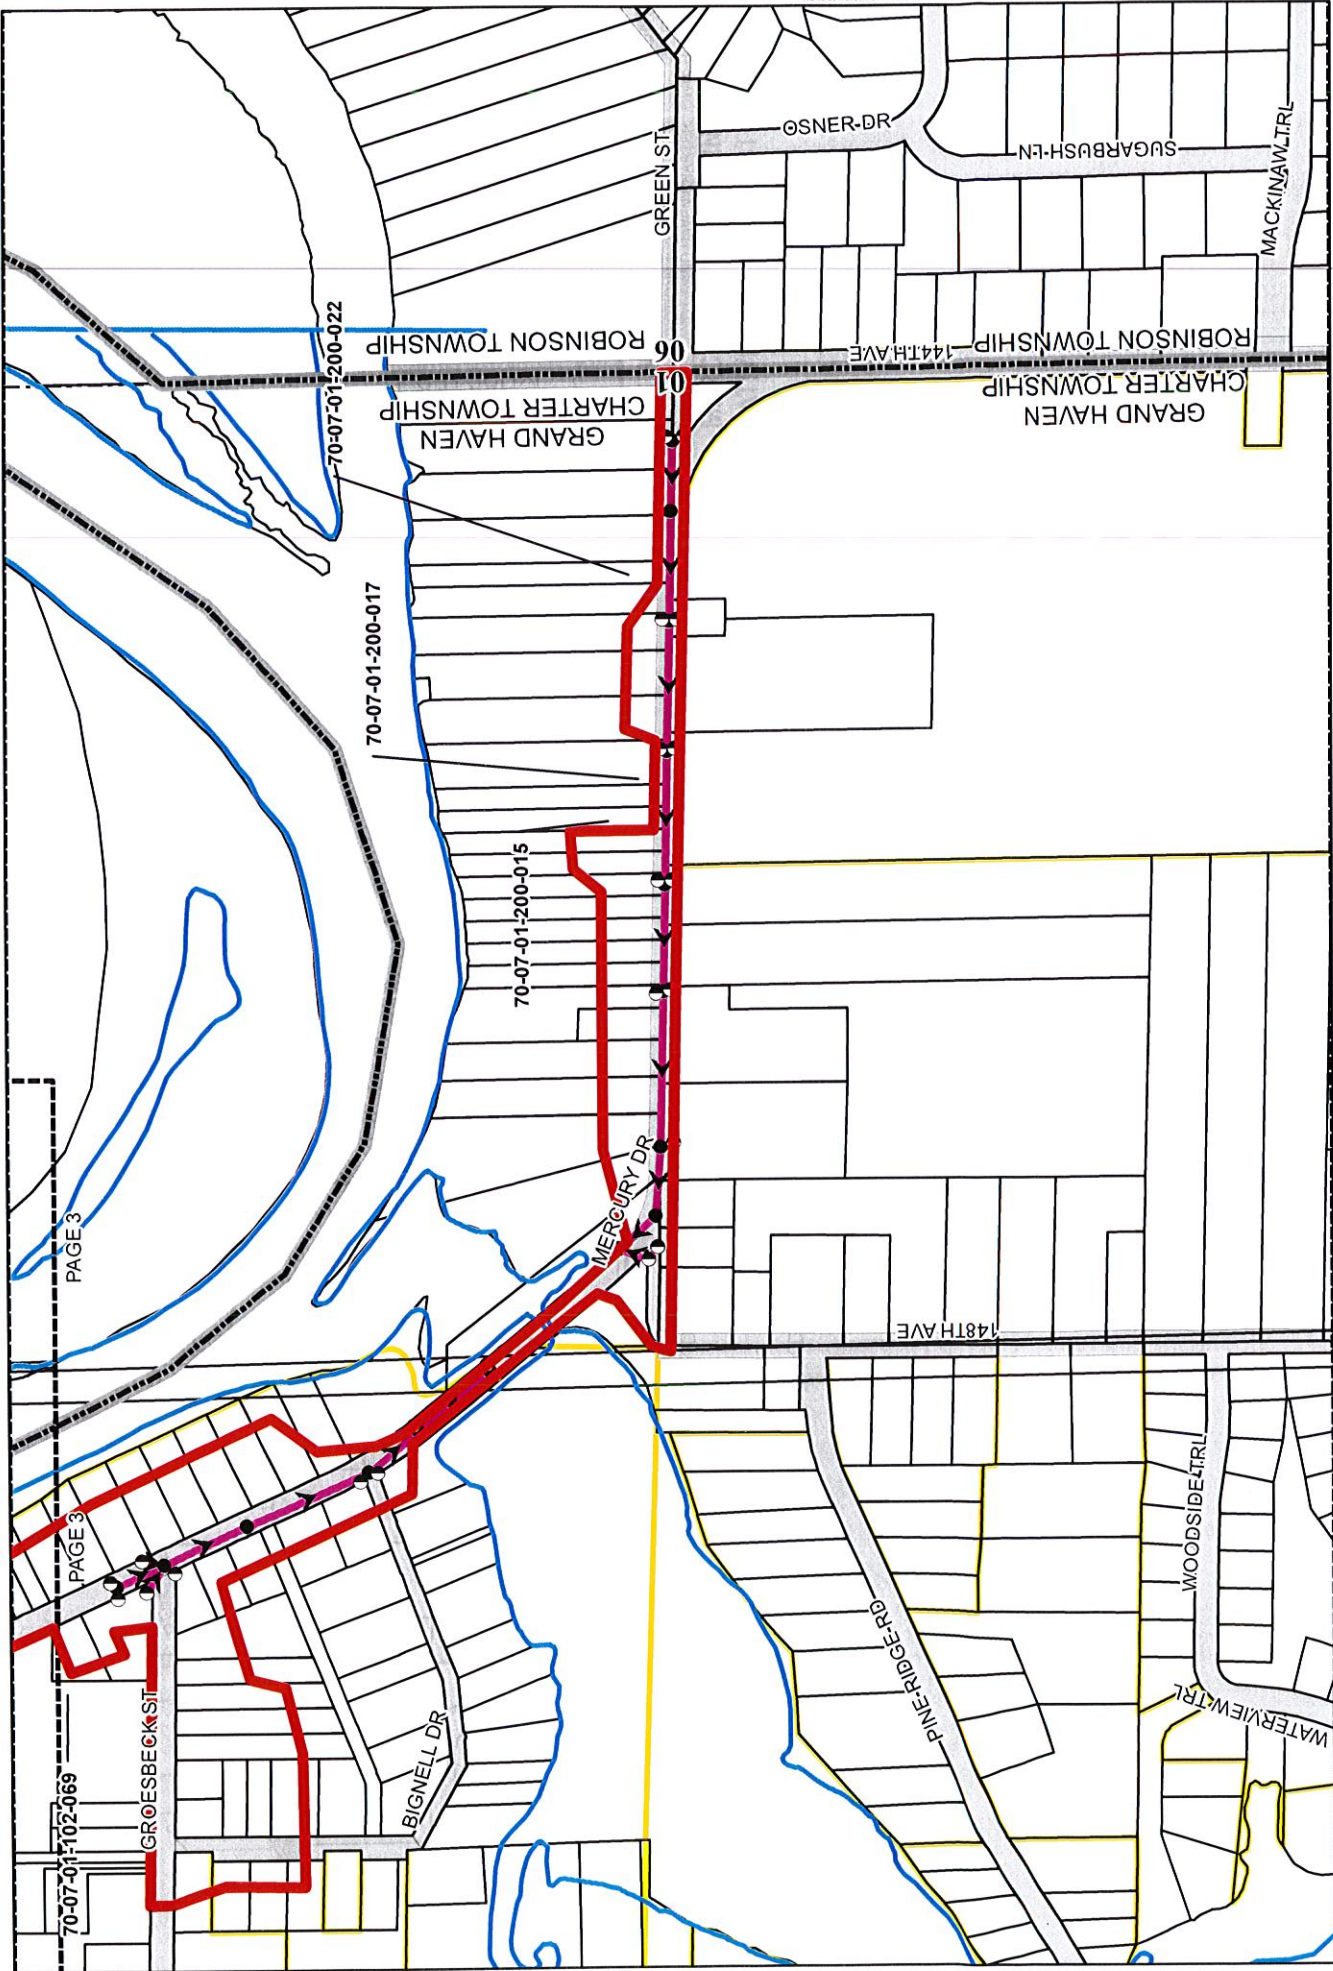 GREEN ST
OSNER DR
SUGARBUSH LN
MACKINAW TRL
70-07-01-200-022
ROBINSON TOWNSHIP
06
01
144TH AVE
ROBINSON TOWNSHIP
GRAND HAVEN
CHARTER TOWNSHIP
GRAND HAVEN
CHARTER TOWNSHIP
70-07-01-200-017
70-07-01-200-015
MERCURY DR
PAGE 3
148TH AVE
PAGE 3
WOODSIDE TRL
PINE RIDGE RD
WATERVIEW TRL
GROESBECK ST
BIGNELL DR
70-07-01-102-069